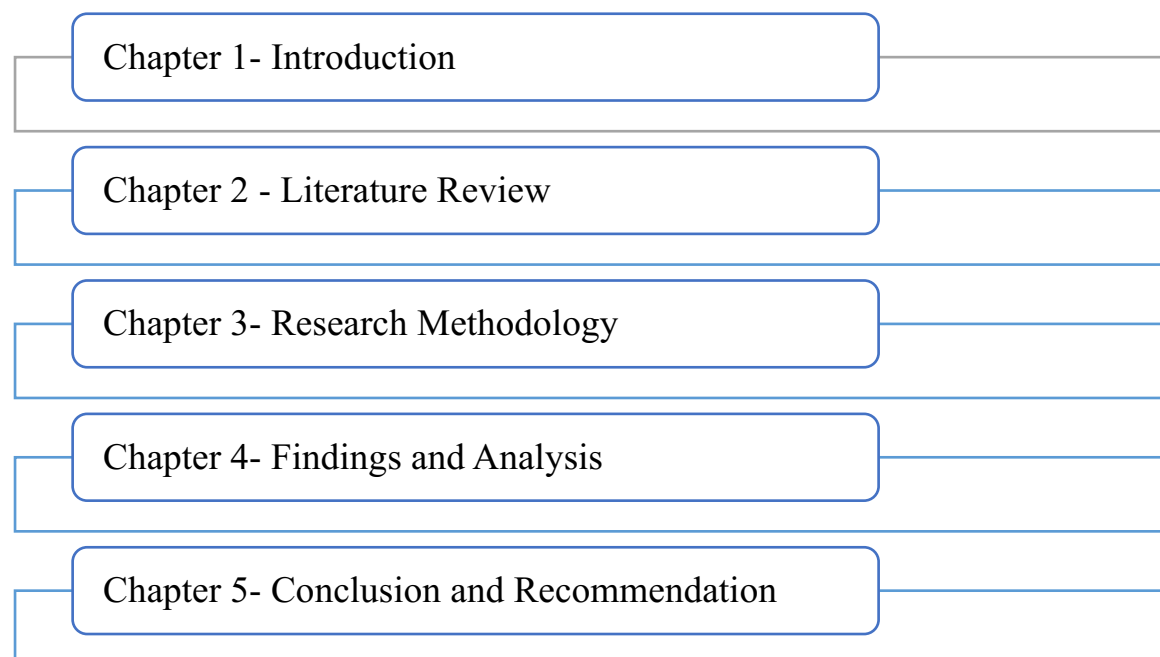 Chapter 1- Introduction
Chapter 2 - Literature Review
Chapter 3- Research Methodology
Chapter 4- Findings and Analysis
Chapter 5- Conclusion and Recommendation